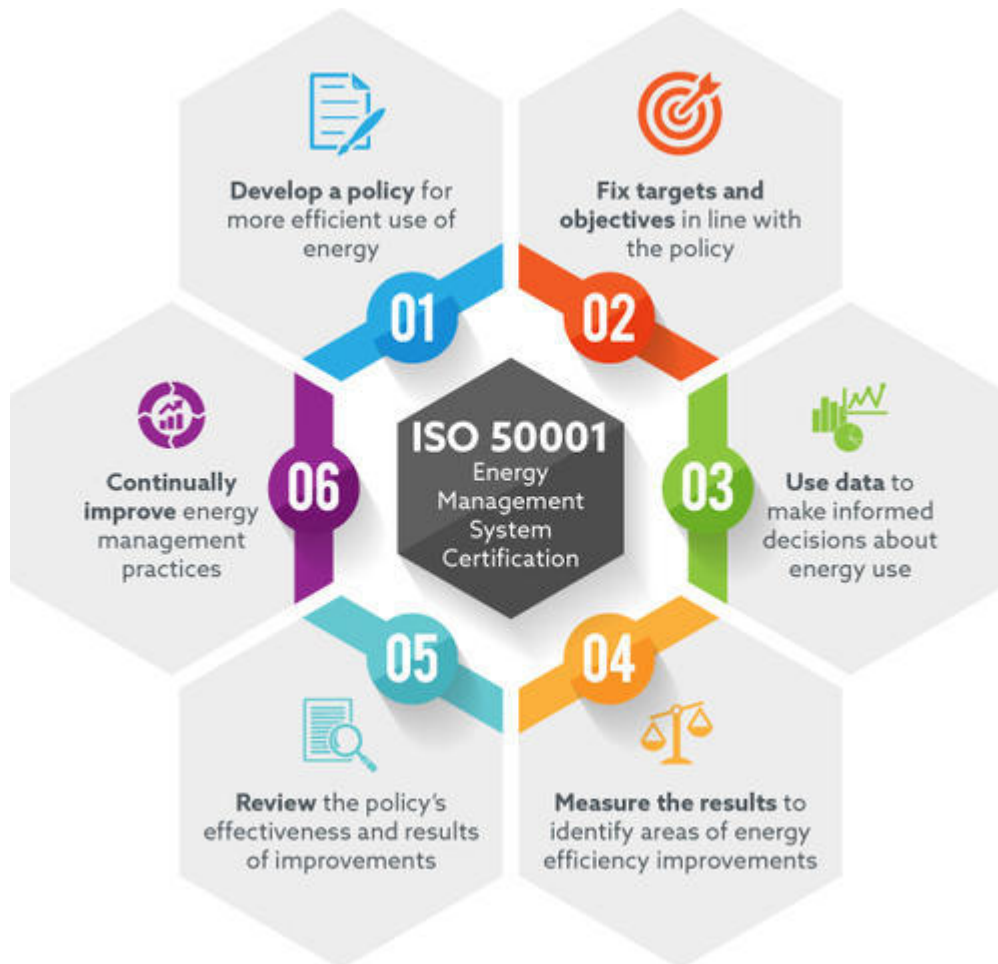 Develop a policy for
more efficient use of
energy
01
Fix targets and
objectives in line with
the policy
02
Use data to
make informed
decisions about
energy use
03
Measure the results to
identify areas of energy
efficiency improvements
04
Review the policy's
effectiveness and results
of improvements
05
Continually
improve energy
management
practices
06
ISO 50001
Energy
Management
System
Certification